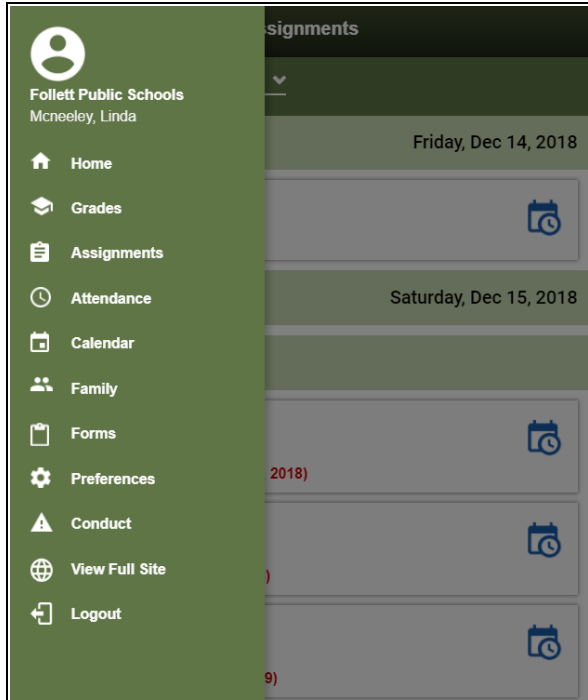 signments
Follett Public Schools
Mcneeley, Linda
Home
Grades
Assignments
Attendance
Calendar
Family
Forms
Preferences
Conduct
View Full Site
Logout
Friday, Dec 14, 2018
Saturday, Dec 15, 2018
2018)
)
9)